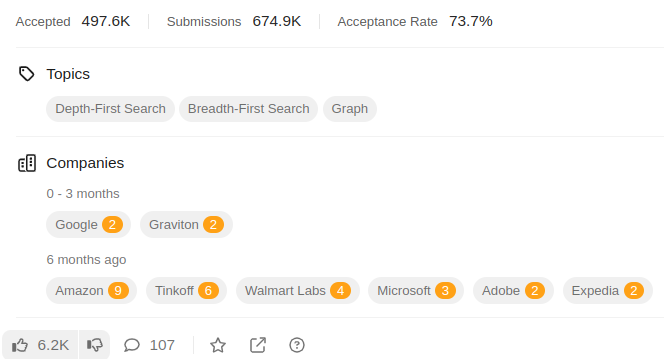 Accepted 497.6K Submissions 674.9K Acceptance Rate 73.7%
Topics
Depth-First Search Breadth-First Search Graph
Companies
0 - 3 months
Google 2 Graviton 2
6 months ago
Amazon 9 Tinkoff 6 Walmart Labs 4 Microsoft 3 Adobe 2 Expedia 2
6.2K 107